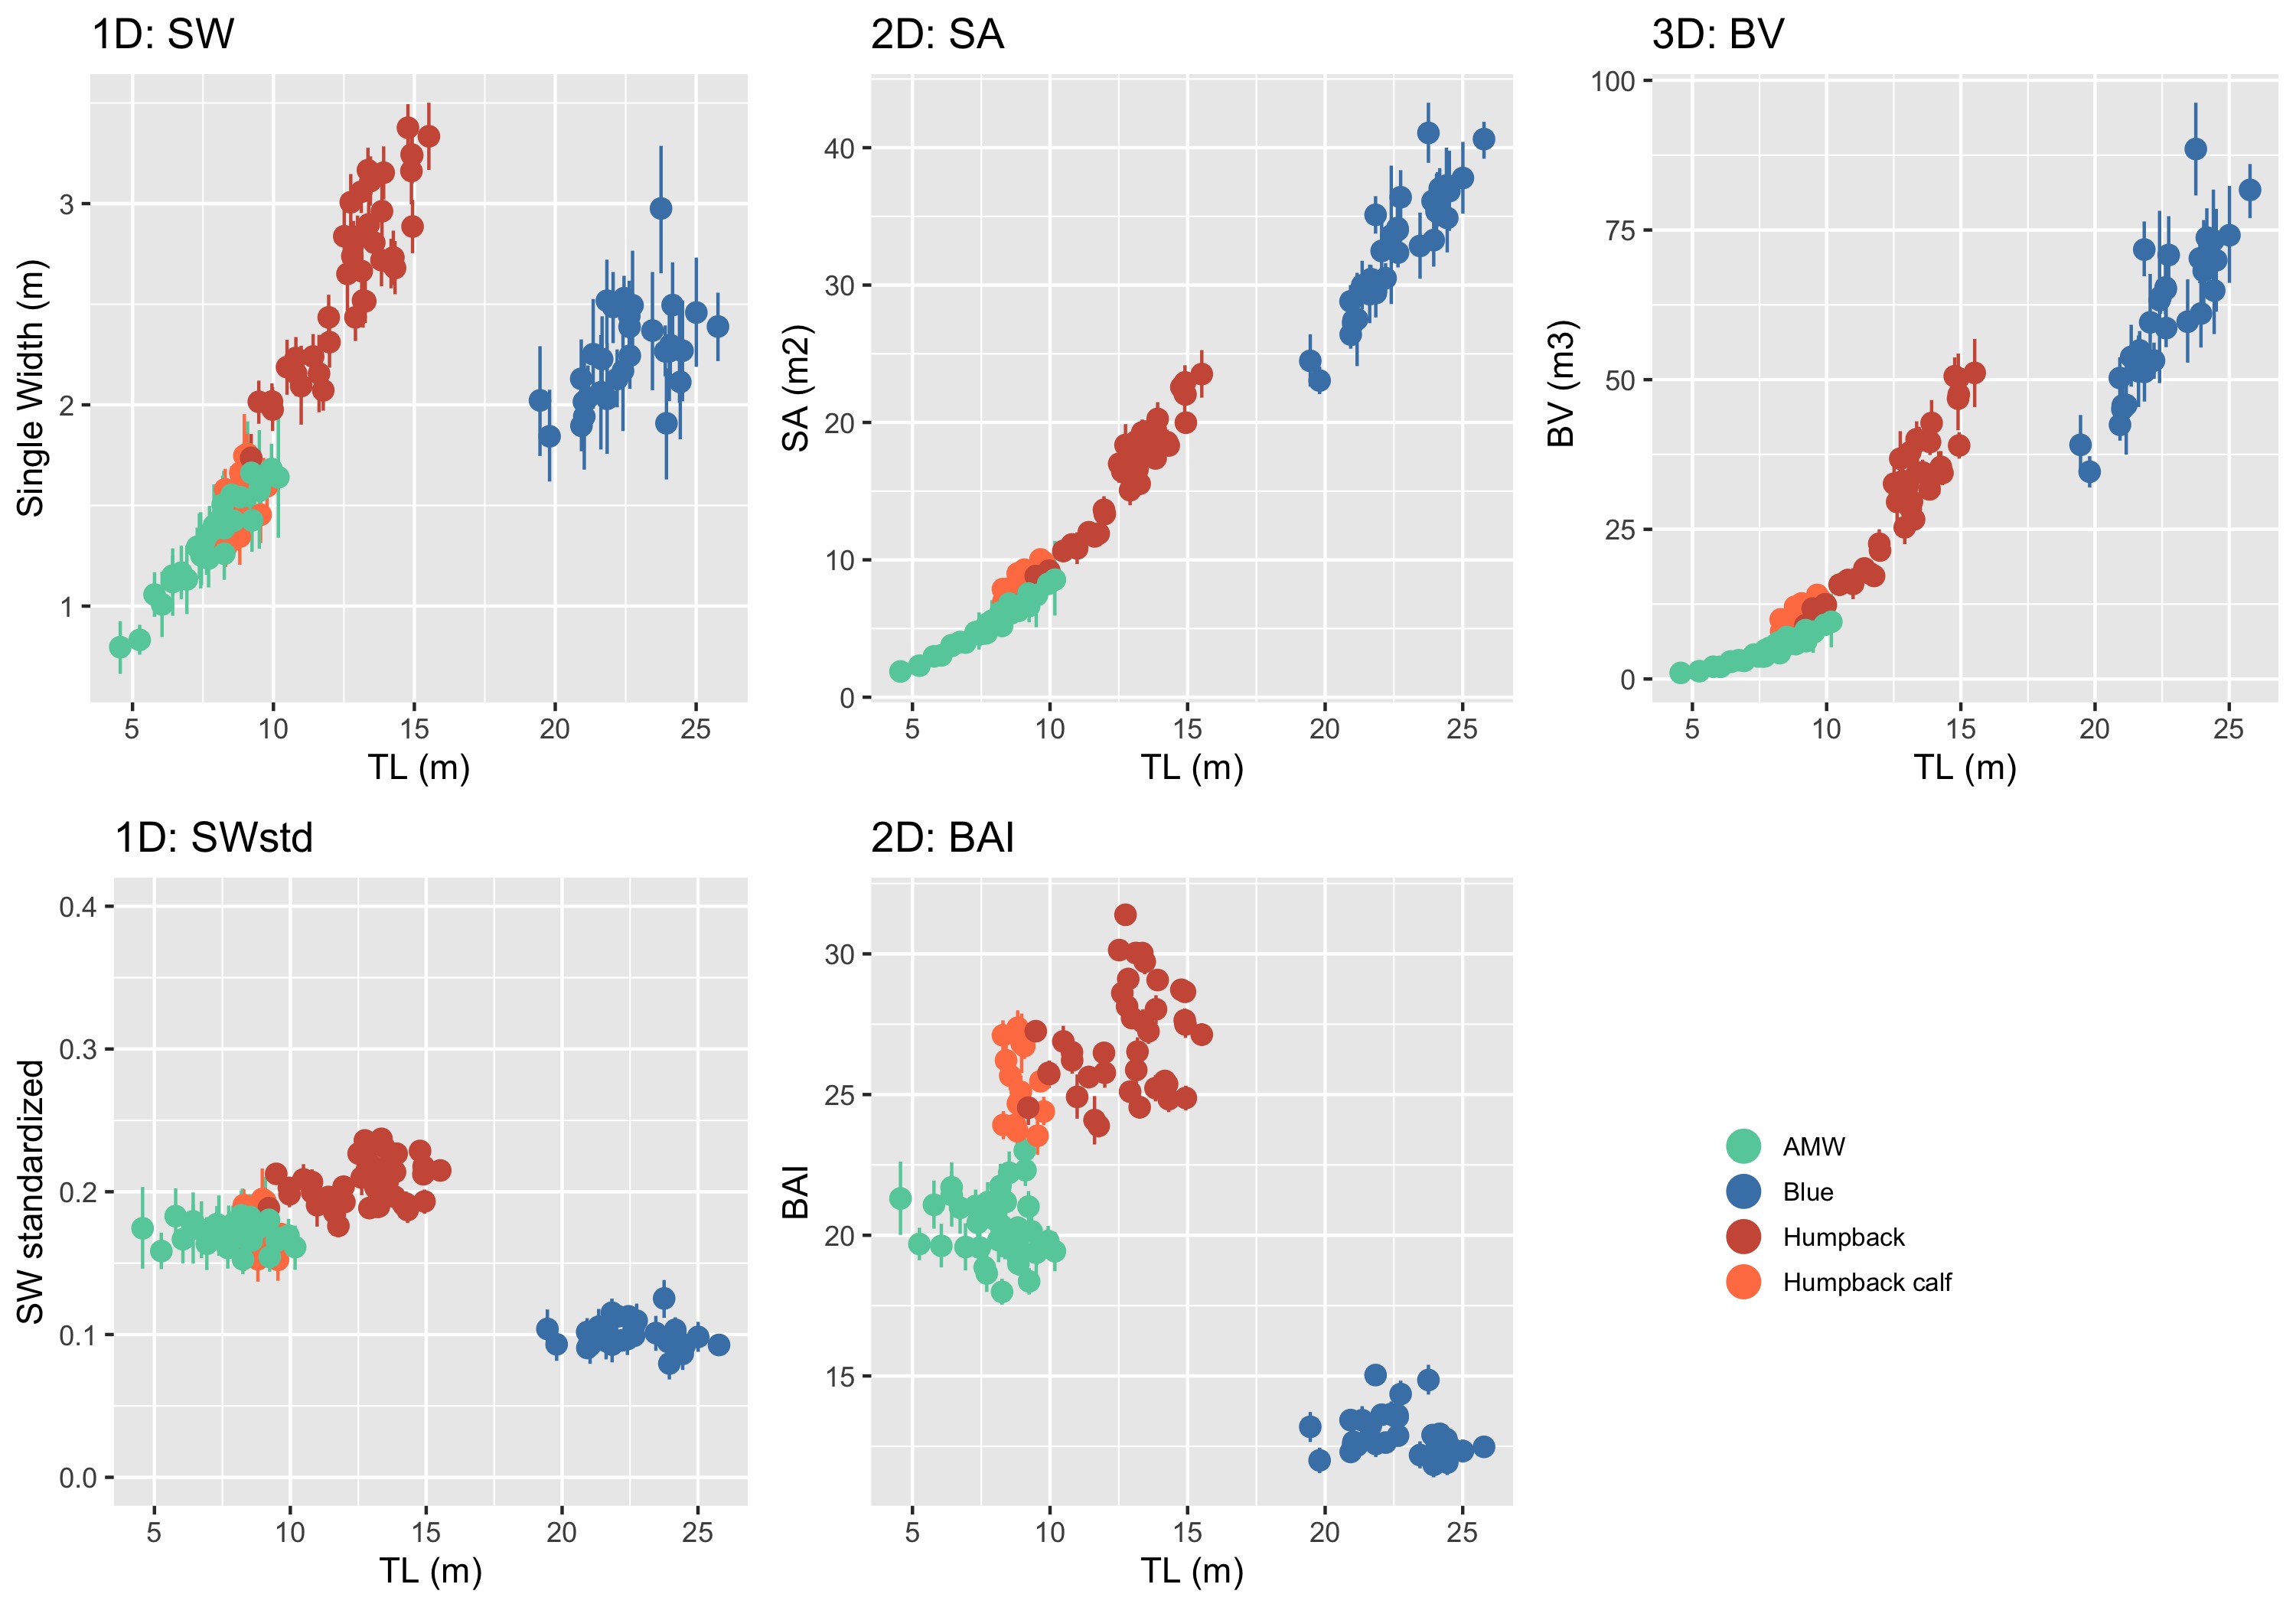 1D: SW
Single Width (m)
3
2
1
5 10 15 20 25
TL (m)
2D: SA
SA (m2)
40
30
20
10
0
5 10 15 20 25
TL (m)
3D: BV
BV (m3)
100
75
50
25
0
5 10 15 20 25
TL (m)
1D: SWstd
SW standardized
0.4
0.3
0.2
0.1
0.0
5 10 15 20 25
TL (m)
2D: BAI
BAI
30
25
20
15
5 10 15 20 25
TL (m)
AMW
Blue
Humpback
Humpback calf